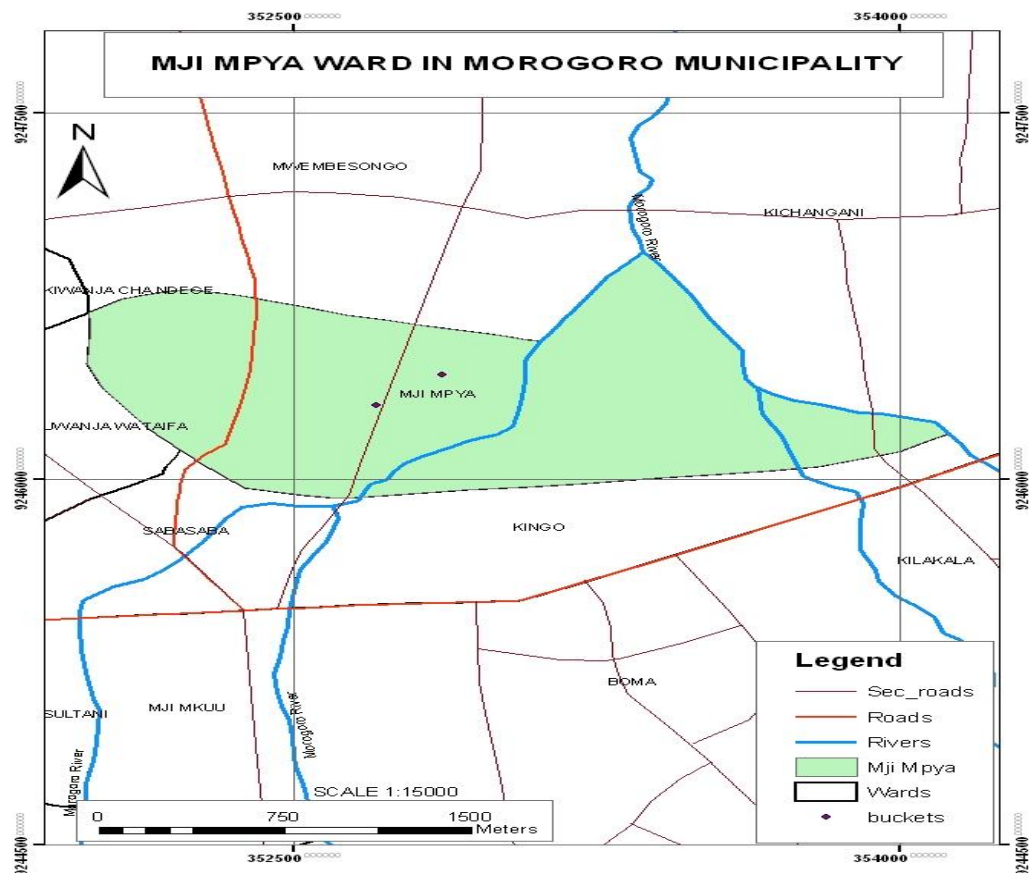 352500
354000
MJI MPYA WARD IN MOROGORO MUNICIPALITY
9247500
9247500
N
MWEMBESONGO
KICHANGANI
Morogoro River
KIWANJA CHANDEGE
MJI MPYA
JWANJA WATAIFA
9246000
9246000
SABASABA
KINGO
KILAKALA
BOMA
SULTANI
MJI MKUU
Morogoro River
Morogoro River
Legend
Sec_roads
Roads
Rivers
Mji Mpya
Wards
buckets
SCALE 1:15000
0 750 1500
Meters
9244500
9244500
352500
354000